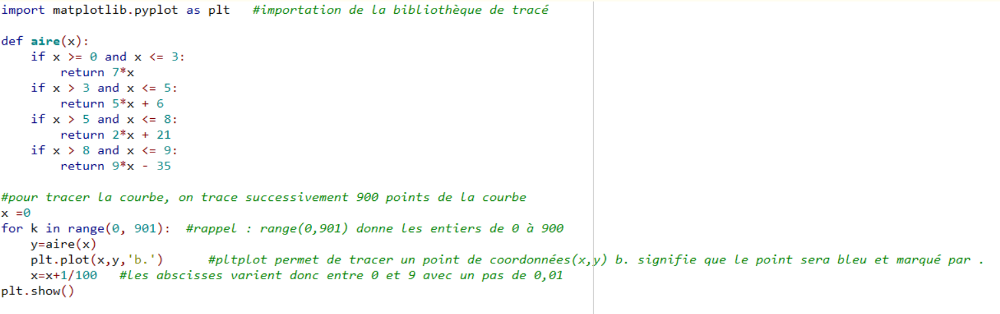 import matplotlib.pyplot as plt   #importation de la bibliothèque de tracé
def aire(x):
    if x >= 0 and x <= 3:
        return 7*x
    if x > 3 and x <= 5:
        return 5*x + 6
    if x > 5 and x <= 8:
        return 2*x + 21
    if x > 8 and x <= 9:
        return 9*x - 35
#pour tracer la courbe, on trace successivement 900 points de la courbe
x =0
for k in range(0, 901):  #rappel : range(0,901) donne les entiers de 0 à 900
    y=aire(x)
    plt.plot(x,y,'b.')      #pltplot permet de tracer un point de coordonnées(x,y) b. signifie que le point sera bleu et marqué par .
    x=x+1/100   #les abscisses varient donc entre 0 et 9 avec un pas de 0,01
plt.show()